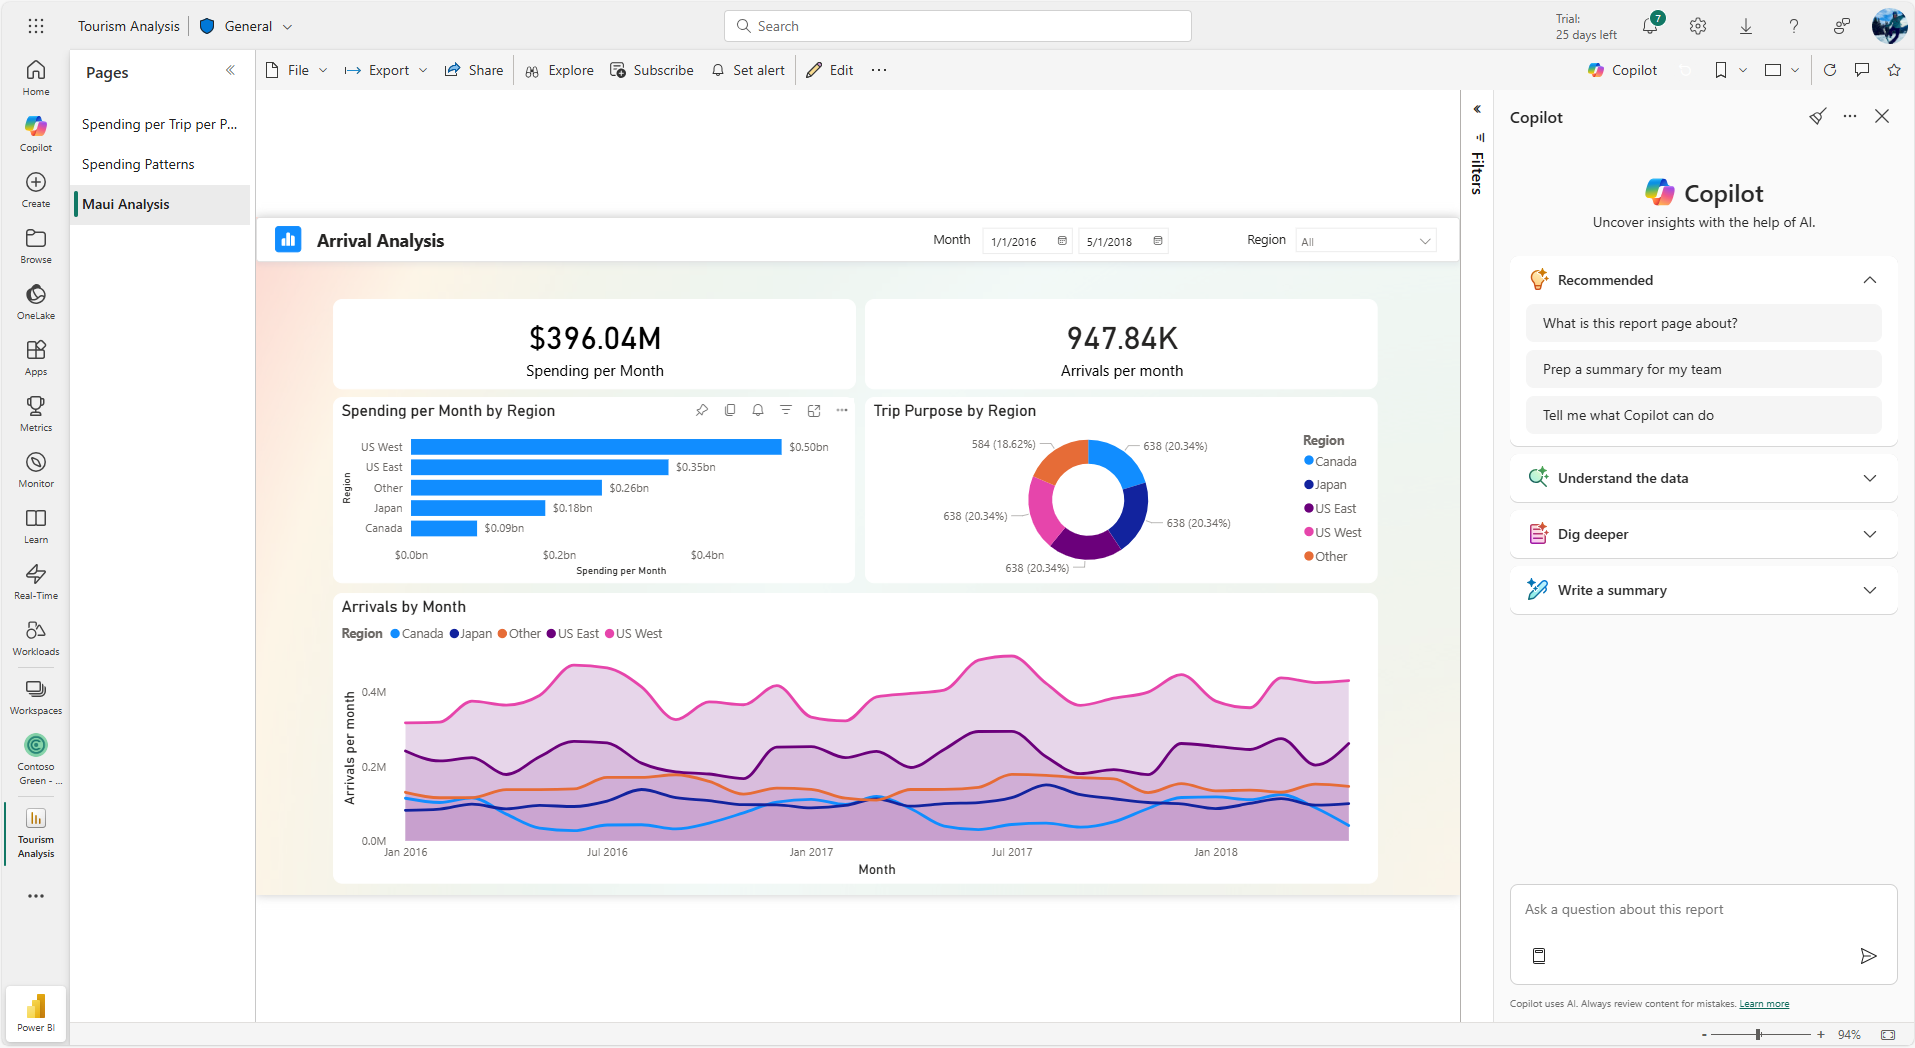 Tourism Analysis
General
Search
Trial:
25 days left
7
Home
Copilot
Create
Browse
OneLake
Apps
Metrics
Monitor
Learn
Real-Time
Workloads
Workspaces
Contoso
Green - ...
Tourism
Analysis
Power BI
Pages
Spending per Trip per P...
Spending Patterns
Maui Analysis
File
Export
Share
Explore
Subscribe
Set alert
Edit
Copilot
Arrival Analysis
Month
1/1/2016
5/1/2018
Region
All
$396.04M
Spending per Month
947.84K
Arrivals per month
Spending per Month by Region
Region
US West
$0.50bn
US East
$0.35bn
Other
$0.26bn
Japan
$0.18bn
Canada
$0.09bn
$0.0bn
$0.2bn
$0.4bn
Spending per Month
Trip Purpose by Region
584 (18.62%)
638 (20.34%)
638 (20.34%)
638 (20.34%)
638 (20.34%)
Region
Canada
Japan
US East
US West
Other
Arrivals by Month
Region Canada Japan Other US East US West
Arrivals per month
0.4M
0.2M
0.0M
Jan 2016
Jul 2016
Jan 2017
Jul 2017
Jan 2018
Month
Filters
Copilot
Copilot
Uncover insights with the help of AI.
Recommended
What is this report page about?
Prep a summary for my team
Tell me what Copilot can do
Understand the data
Dig deeper
Write a summary
Ask a question about this report
Copilot uses AI. Always review content for mistakes. Learn more
- + 94%